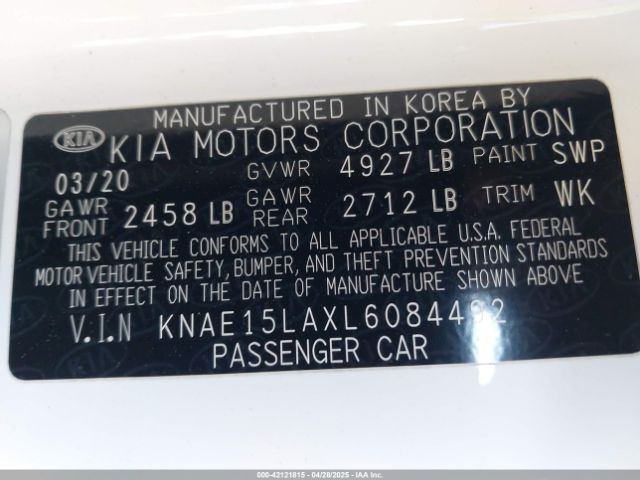 MANUFACTURED IN KOREA BY
KIA KIA MOTORS CORPORATION
03/20 GVWR 4927 LB PAINT SWP
GAWR FRONT 2458 LB GAWR REAR 2712 LB TRIM WK
THIS VEHICLE CONFORMS TO ALL APPLICABLE U.S.A. FEDERAL
MOTOR VEHICLE SAFETY, BUMPER, AND THEFT PREVENTION STANDARDS
IN EFFECT ON THE DATE OF MANUFACTURE SHOWN ABOVE
V.I.N KNAE15LAXL6084492
PASSENGER CAR
000-42121815 - 04/28/2025 - IAAI.COM